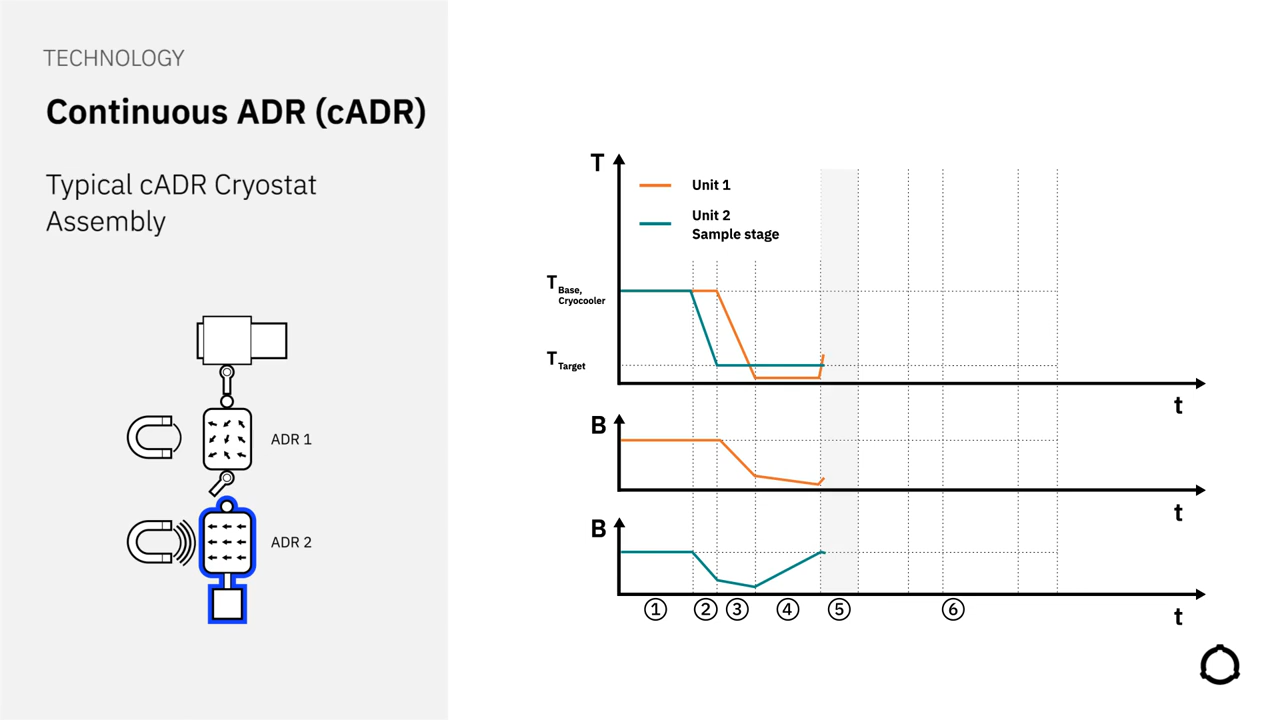 TECHNOLOGY
Continuous ADR (cADR)
Typical cADR Cryostat
Assembly
ADR 1
ADR 2
T
Unit 1
Unit 2
Sample stage
T Base,
Cryocooler
T Target
t
B
t
B
① ② ③ ④ ⑤ ⑥
t